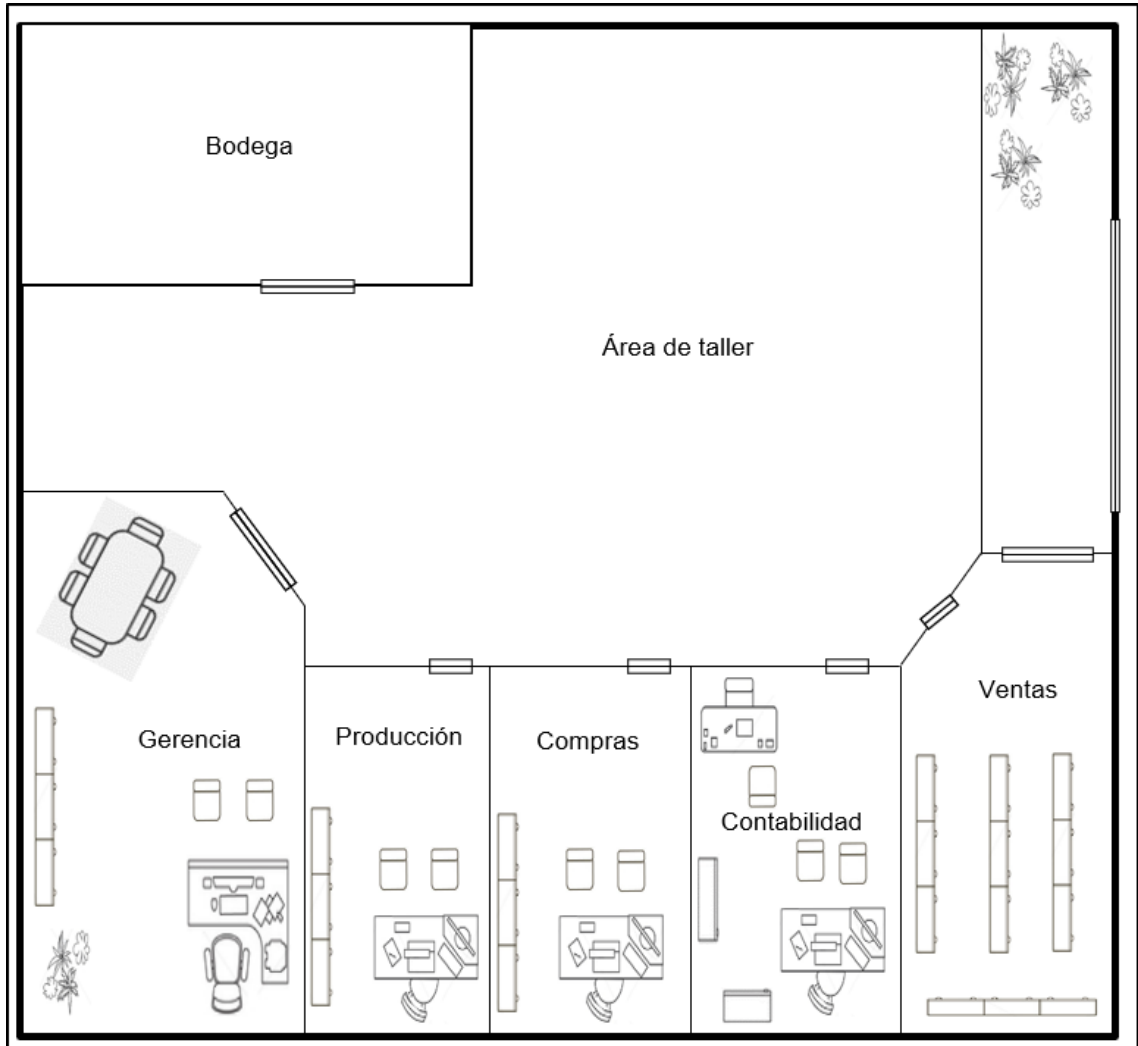 Bodega
Área de taller
Ventas
Gerencia
Producción
Compras
Contabilidad